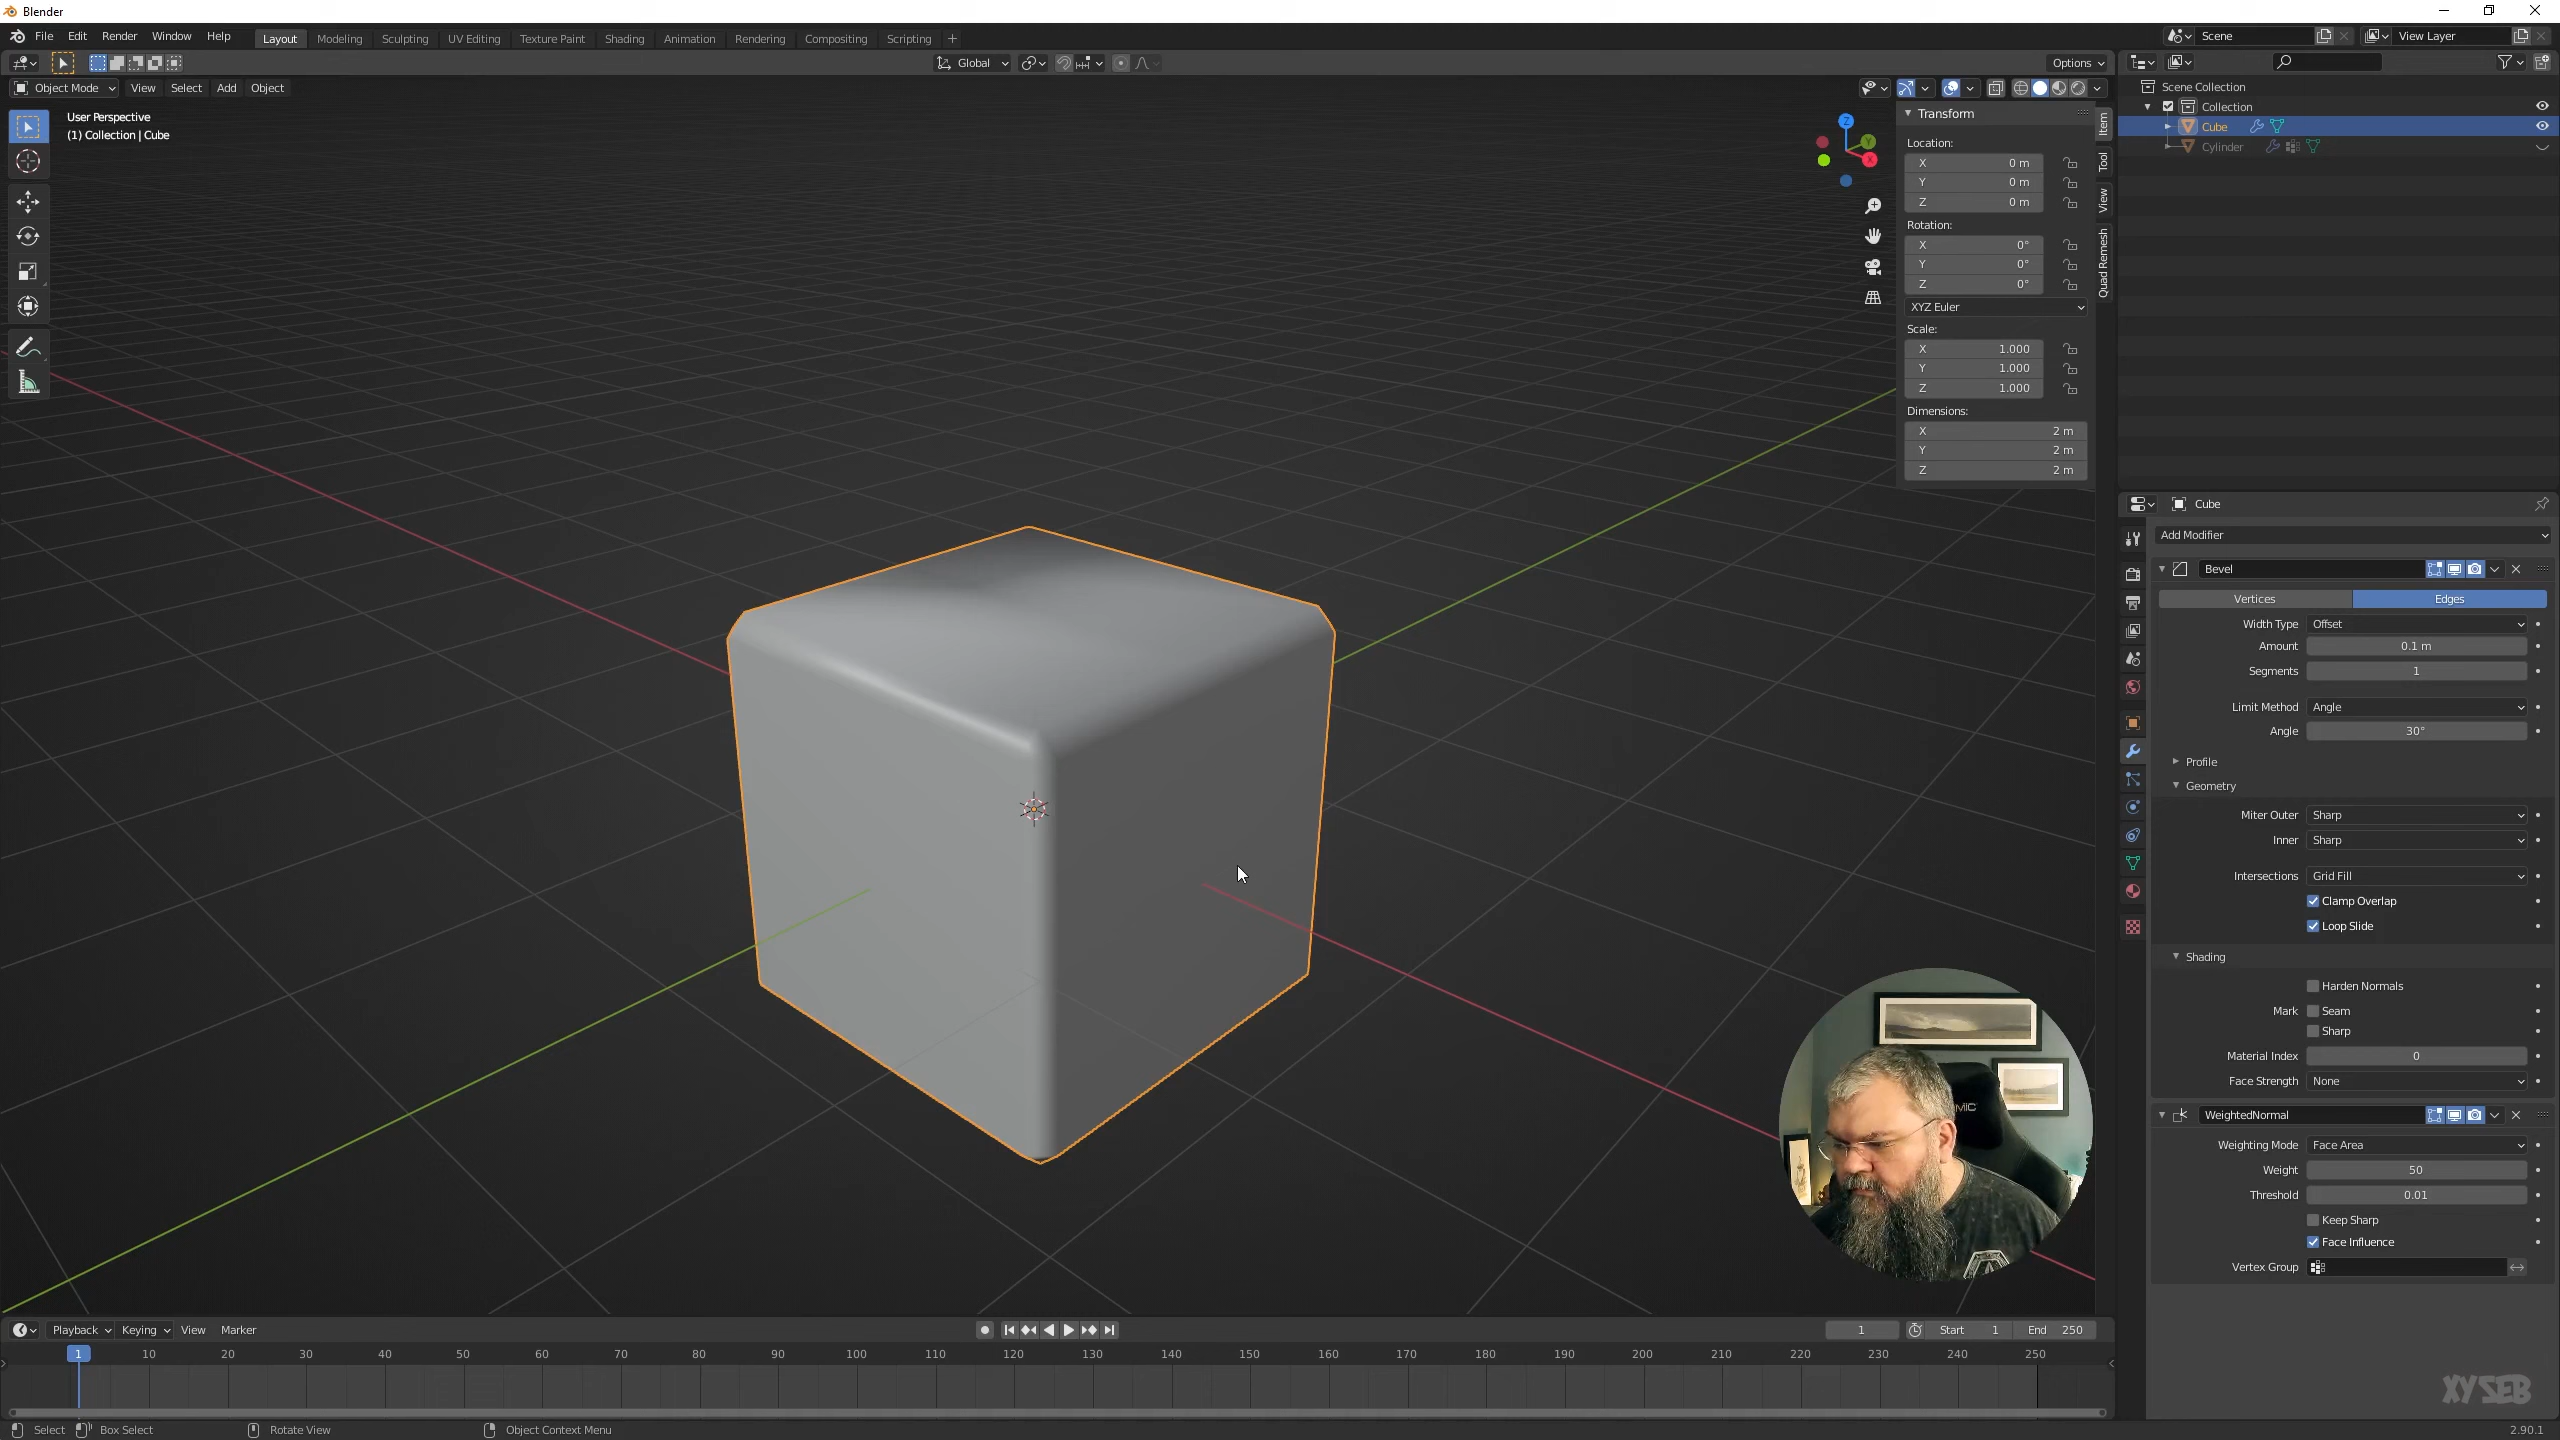 Blender
File Edit Render Window Help
Layout Modeling Sculpting UV Editing Texture Paint Shading Animation Rendering Compositing Scripting +
Scene
View Layer
Global
Options
Object Mode View Select Add Object
User Perspective
(1) Collection | Cube
Z
Y
X
Transform
Location:
X 0 m
Y 0 m
Z 0 m
Rotation:
X 0°
Y 0°
Z 0°
XYZ Euler
Scale:
X 1.000
Y 1.000
Z 1.000
Dimensions:
X 2 m
Y 2 m
Z 2 m
Item
Tool
View
Quad Remesh
Scene Collection
Collection
Cube
Cylinder
Cube
Add Modifier
Bevel
Vertices Edges
Width Type Offset
Amount 0.1 m
Segments 1
Limit Method Angle
Angle 30°
Profile
Geometry
Miter Outer Sharp
Inner Sharp
Intersections Grid Fill
Clamp Overlap
Loop Slide
Shading
Harden Normals
Mark Seam
Sharp
Material Index 0
Face Strength None
WeightedNormal
Weighting Mode Face Area
Weight 50
Threshold 0.01
Keep Sharp
Face Influence
Vertex Group
Playback Keying View Marker
1 Start 1 End 250
1 10 20 30 40 50 60 70 80 90 100 110 120 130 140 150 160 170 180 190 200 210 220 230 240 250
XYSEB
Select Box Select Rotate View Object Context Menu
2.90.1